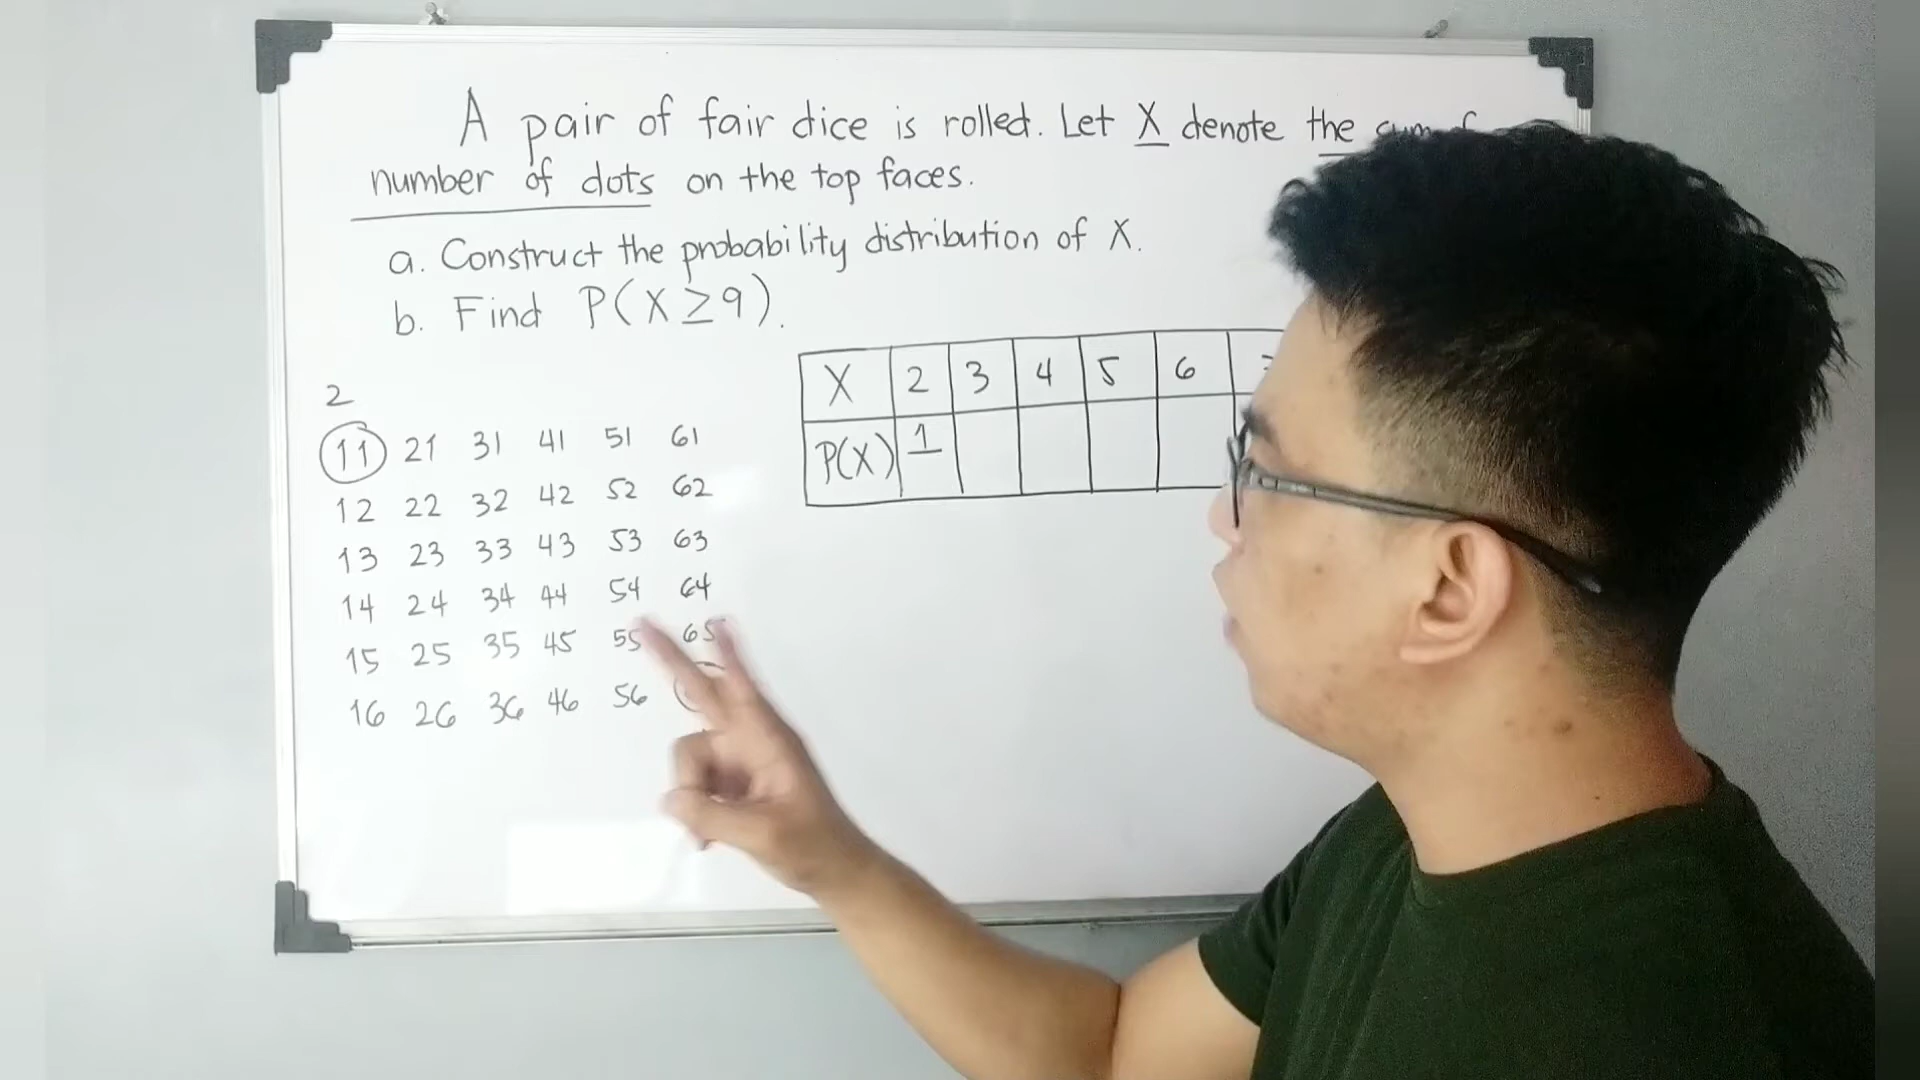 A pair of fair dice is rolled. Let X denote the sum of
number of dots on the top faces.
a. Construct the probability distribution of X.
b. Find P(X≥9).
X 2 3 4 5 6
P(X) 1
2
11 21 31 41 51 61
12 22 32 42 52 62
13 23 33 43 53 63
14 24 34 44 54 64
15 25 35 45 55 65
16 26 36 46 56